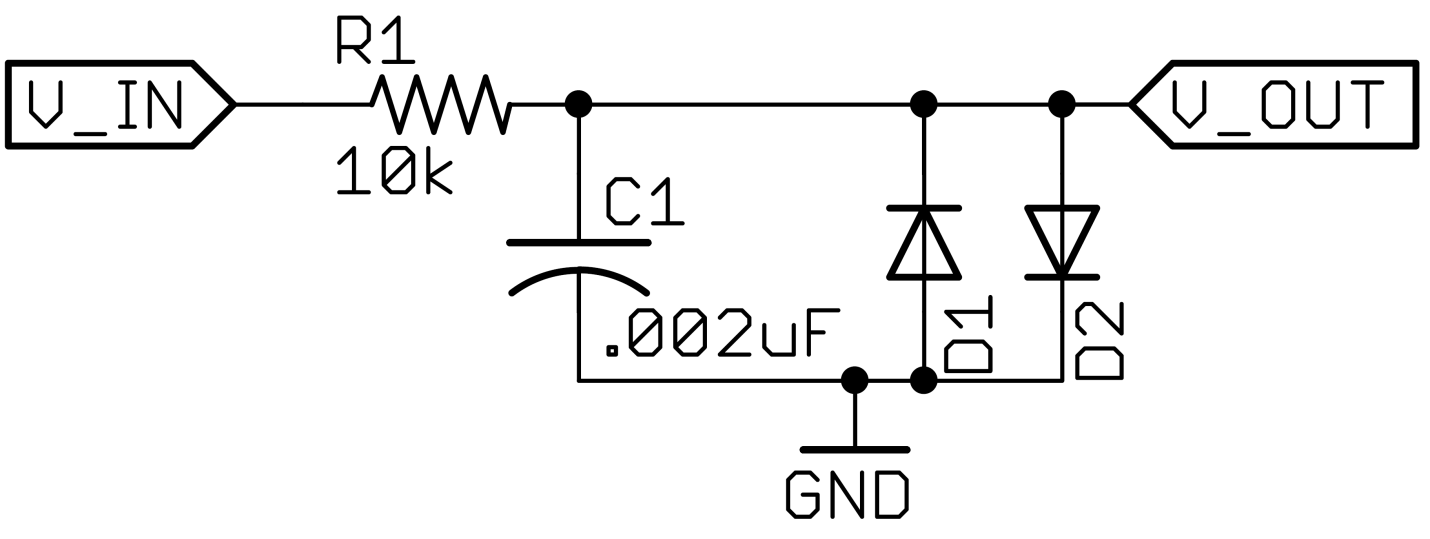 R1
V_IN
V_OUT
10k
C1
.002uF
D1
D2
GND